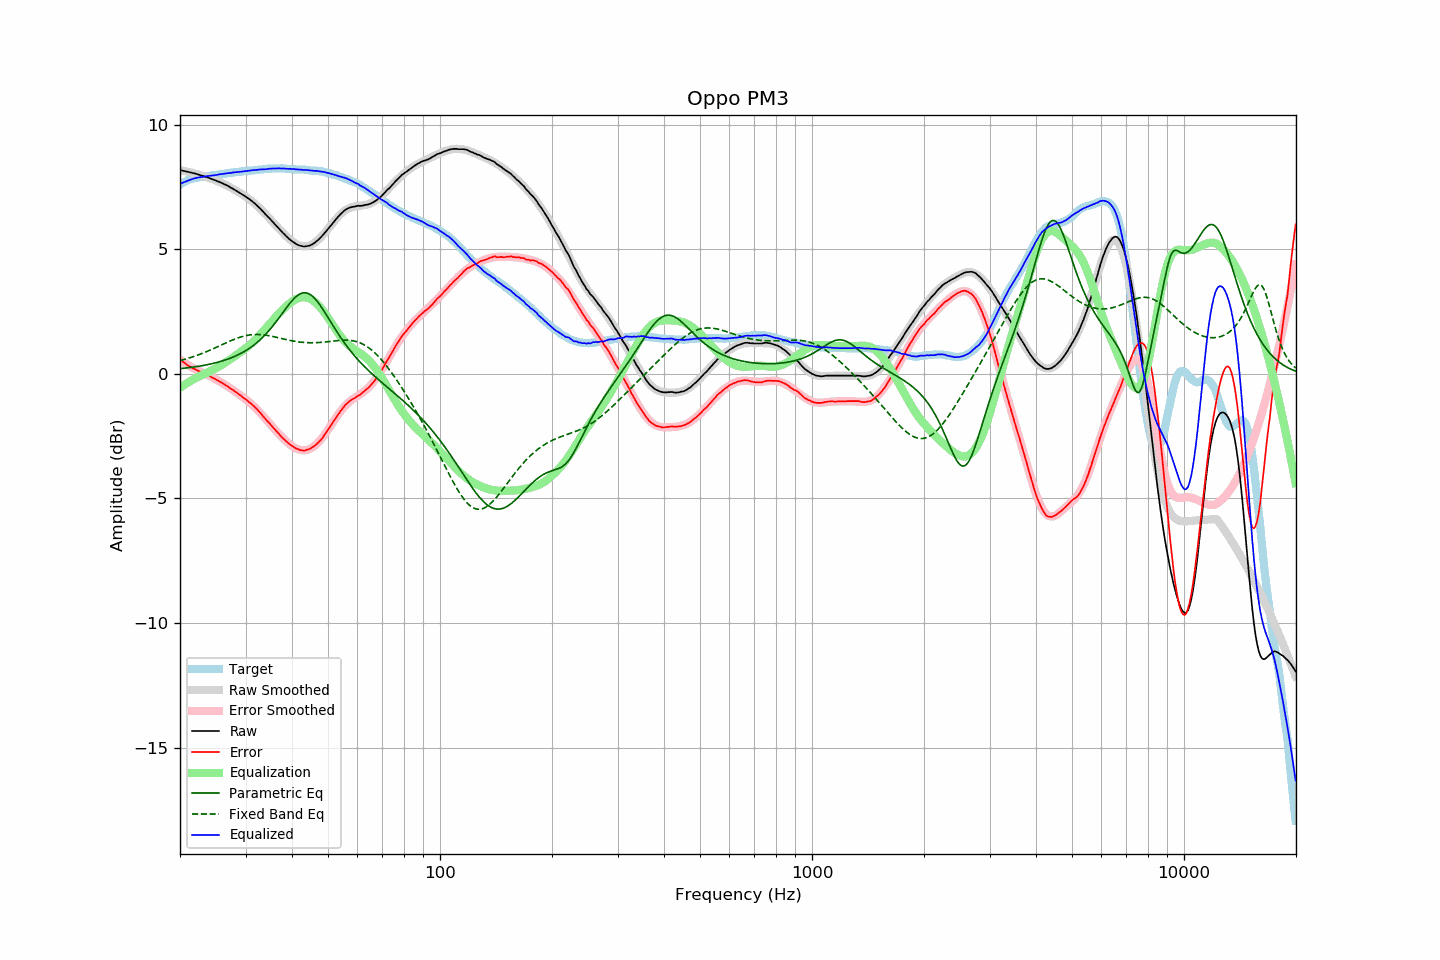 Oppo PM3
10
5
0
−5
−10
−15
Amplitude (dBr)
Target
Raw Smoothed
Error Smoothed
Raw
Error
Equalization
Parametric Eq
Fixed Band Eq
Equalized
100
1000
10000
Frequency (Hz)